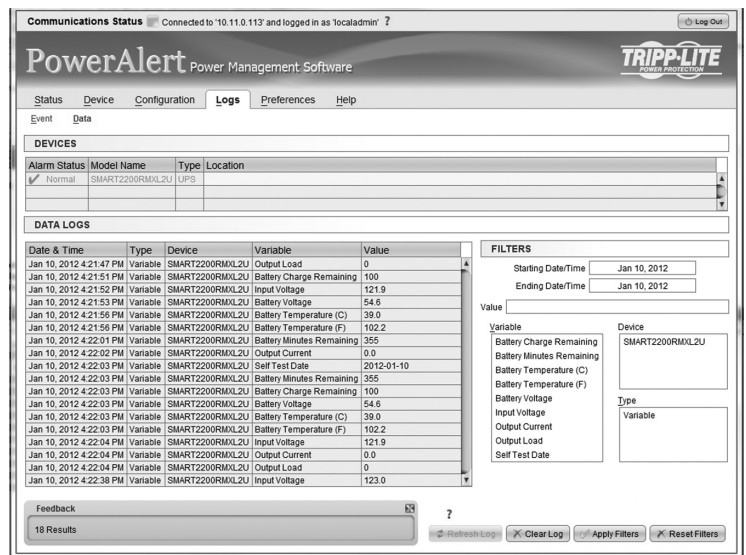 Communications Status Connected to '10.11.0.113' and logged in as 'localadmin' ? Log Out
PowerAlert Power Management Software
TRIPP·LITE
POWER PROTECTION
Status Device Configuration Logs Preferences Help
Event Data
DEVICES
Alarm Status Model Name Type Location
Normal SMART2200RMXL2U UPS
DATA LOGS
Date & Time Type Device Variable Value
Jan 10, 2012 4:21:47 PM Variable SMART2200RMXL2U Output Load 0
Jan 10, 2012 4:21:51 PM Variable SMART2200RMXL2U Battery Charge Remaining 100
Jan 10, 2012 4:21:52 PM Variable SMART2200RMXL2U Input Voltage 121.9
Jan 10, 2012 4:21:53 PM Variable SMART2200RMXL2U Battery Voltage 54.6
Jan 10, 2012 4:21:56 PM Variable SMART2200RMXL2U Battery Temperature (C) 39.0
Jan 10, 2012 4:21:56 PM Variable SMART2200RMXL2U Battery Temperature (F) 102.2
Jan 10, 2012 4:22:01 PM Variable SMART2200RMXL2U Battery Minutes Remaining 355
Jan 10, 2012 4:22:02 PM Variable SMART2200RMXL2U Output Current 0.0
Jan 10, 2012 4:22:03 PM Variable SMART2200RMXL2U Self Test Date 2012-01-10
Jan 10, 2012 4:22:03 PM Variable SMART2200RMXL2U Battery Minutes Remaining 355
Jan 10, 2012 4:22:03 PM Variable SMART2200RMXL2U Battery Charge Remaining 100
Jan 10, 2012 4:22:03 PM Variable SMART2200RMXL2U Battery Voltage 54.6
Jan 10, 2012 4:22:03 PM Variable SMART2200RMXL2U Battery Temperature (C) 39.0
Jan 10, 2012 4:22:03 PM Variable SMART2200RMXL2U Battery Temperature (F) 102.2
Jan 10, 2012 4:22:04 PM Variable SMART2200RMXL2U Input Voltage 121.9
Jan 10, 2012 4:22:04 PM Variable SMART2200RMXL2U Output Current 0.0
Jan 10, 2012 4:22:04 PM Variable SMART2200RMXL2U Output Load 0
Jan 10, 2012 4:22:38 PM Variable SMART2200RMXL2U Input Voltage 123.0
FILTERS
Starting Date/Time Jan 10, 2012
Ending Date/Time Jan 10, 2012
Value
Variable
Battery Charge Remaining
Battery Minutes Remaining
Battery Temperature (C)
Battery Temperature (F)
Battery Voltage
Input Voltage
Output Current
Output Load
Self Test Date
Device
SMART2200RMXL2U
Type
Variable
Feedback
18 Results
?
Refresh Log Clear Log Apply Filters Reset Filters